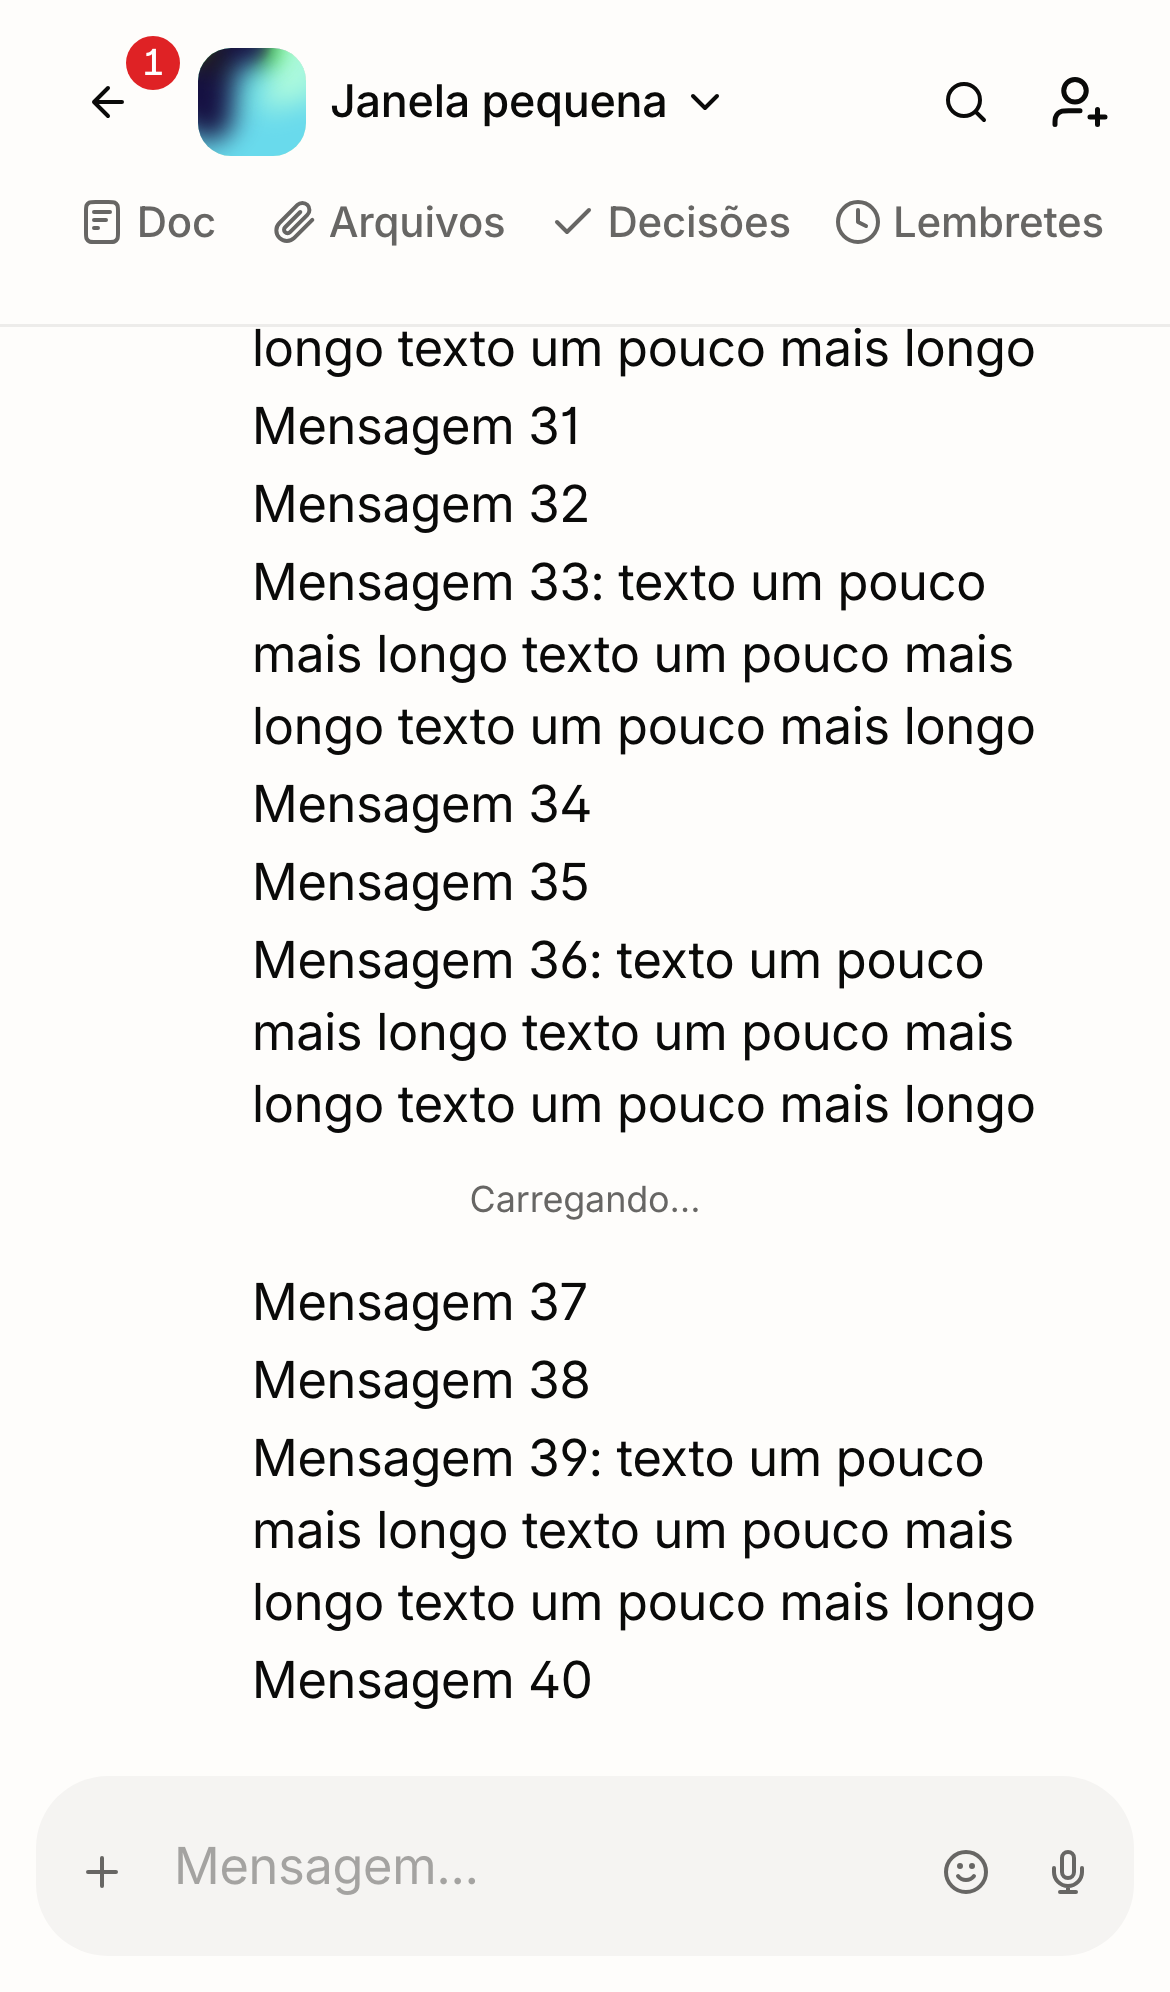 1
Janela pequena
Doc Arquivos Decisões Lembretes
longo texto um pouco mais longo
Mensagem 31
Mensagem 32
Mensagem 33: texto um pouco
mais longo texto um pouco mais
longo texto um pouco mais longo
Mensagem 34
Mensagem 35
Mensagem 36: texto um pouco
mais longo texto um pouco mais
longo texto um pouco mais longo
Carregando...
Mensagem 37
Mensagem 38
Mensagem 39: texto um pouco
mais longo texto um pouco mais
longo texto um pouco mais longo
Mensagem 40
Mensagem...